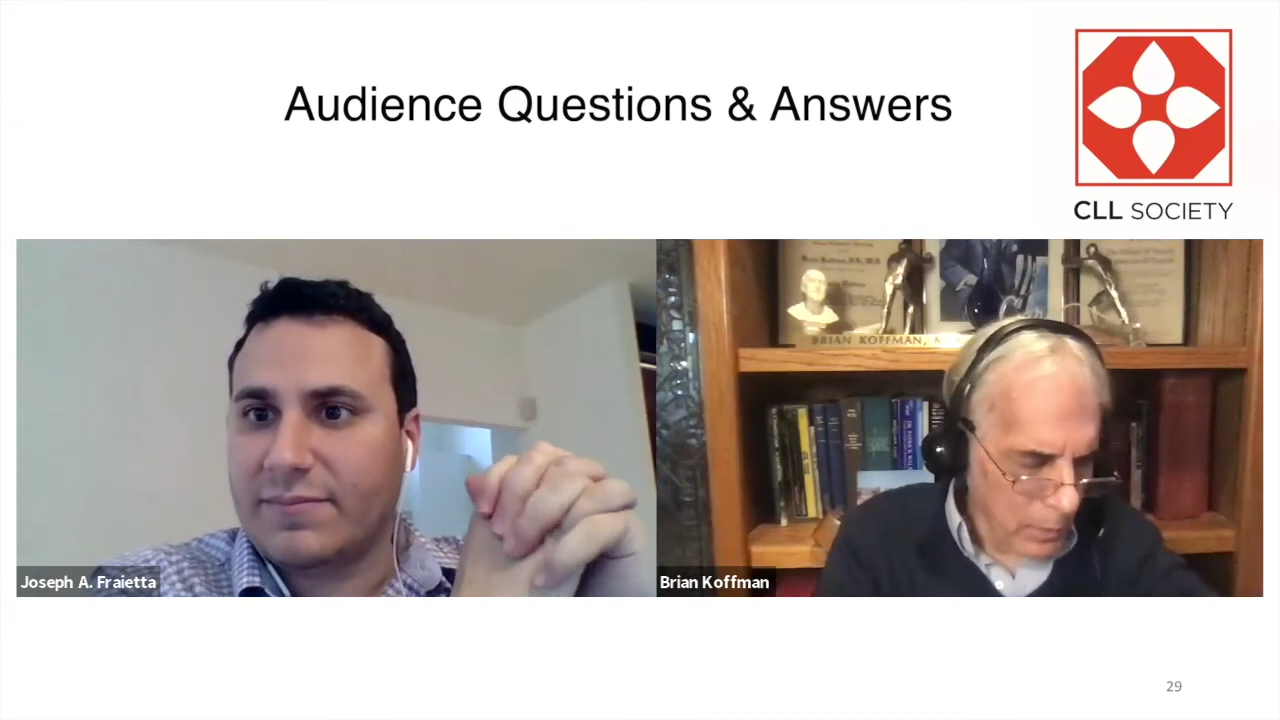 Audience Questions & Answers
CLL SOCIETY
BRIAN KOFFMAN, M
Joseph A. Fraietta
Brian Koffman
29